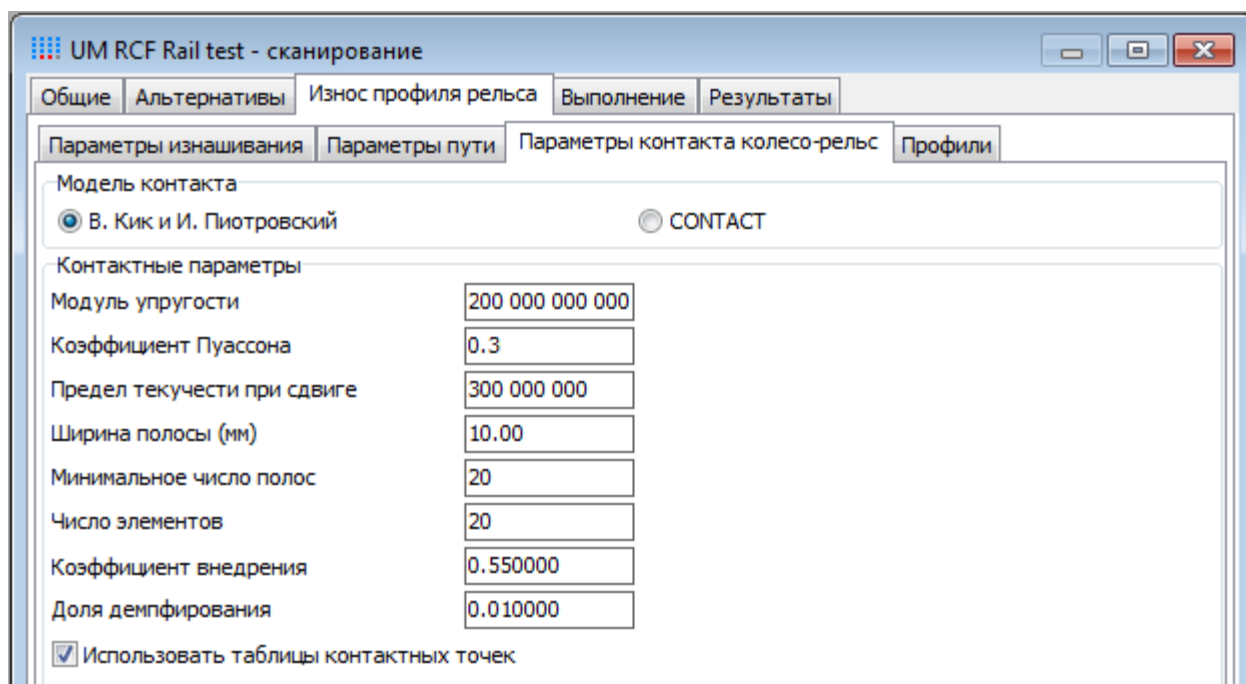 UM RCF Rail test - сканирование
Общие Альтернативы Износ профиля рельса Выполнение Результаты
Параметры изнашивания Параметры пути Параметры контакта колесо-рельс Профили
Модель контакта
В. Кик и И. Пиотровский CONTACT
Контактные параметры
Модуль упругости 200 000 000 000
Коэффициент Пуассона 0.3
Предел текучести при сдвиге 300 000 000
Ширина полосы (мм) 10.00
Минимальное число полос 20
Число элементов 20
Коэффициент внедрения 0.550000
Доля демпфирования 0.010000
Использовать таблицы контактных точек